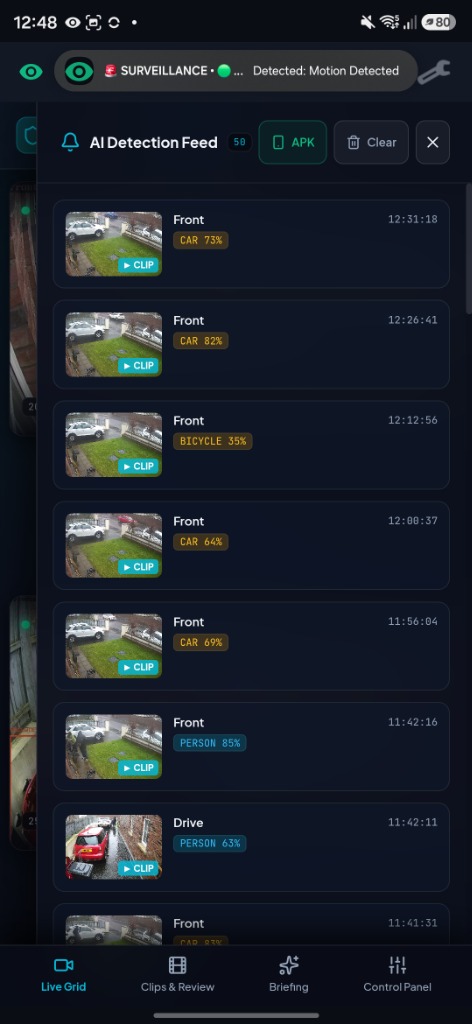 12:48
80
🚨 SURVEILLANCE • 🟢 ... Detected: Motion Detected
AI Detection Feed 50 APK Clear
Front 12:31:18
CAR 73%
▶ CLIP
Front 12:26:41
CAR 82%
▶ CLIP
Front 12:12:56
BICYCLE 35%
▶ CLIP
Front 12:00:37
CAR 64%
▶ CLIP
Front 11:56:04
CAR 69%
▶ CLIP
Front 11:42:16
PERSON 85%
▶ CLIP
Drive 11:42:11
PERSON 63%
▶ CLIP
Front 11:41:31
CAR 83%
Live Grid Clips & Review Briefing Control Panel